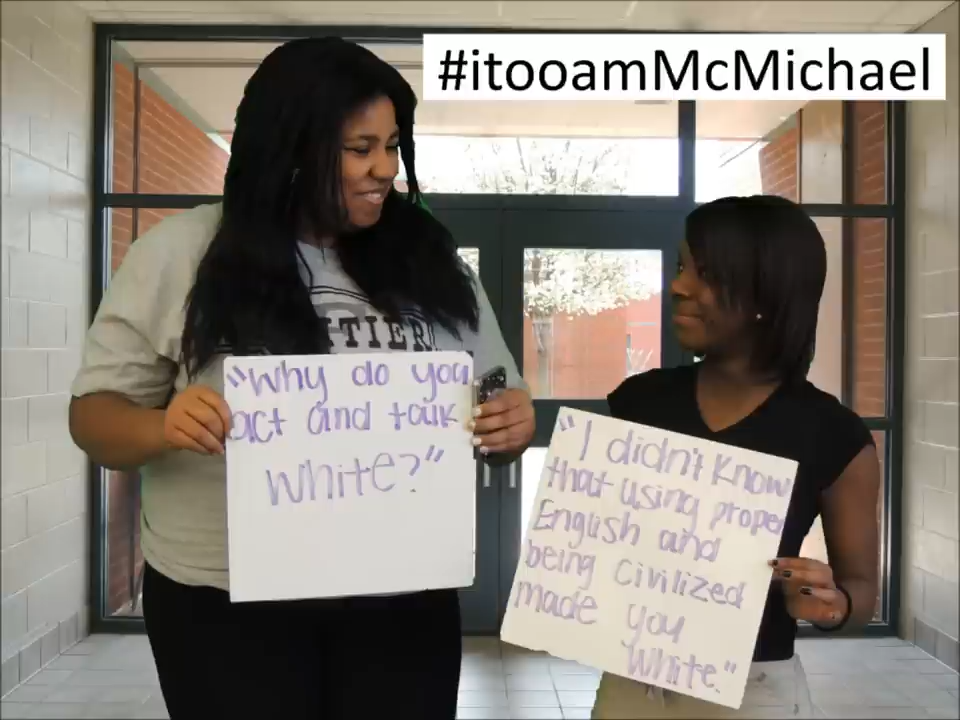 #itooamMcMichael
"Why do you
act and talk
White?"
"I didn't know
that using proper
English and
being civilized
made you
White."